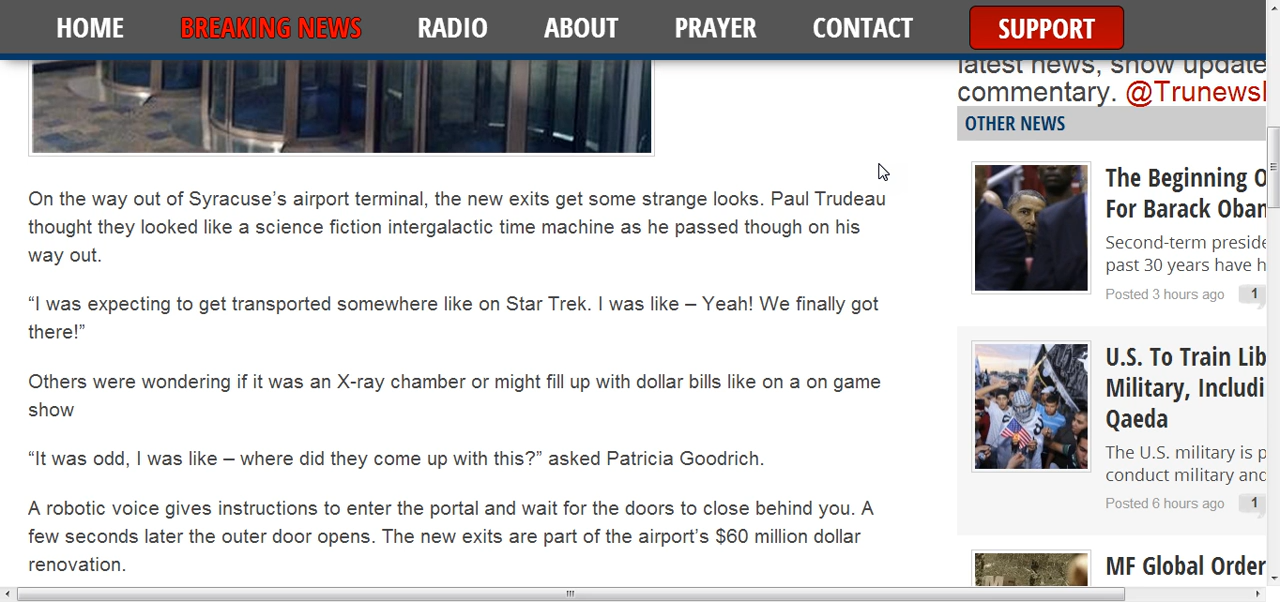 HOME BREAKING NEWS RADIO ABOUT PRAYER CONTACT SUPPORT
On the way out of Syracuse’s airport terminal, the new exits get some strange looks. Paul Trudeau
thought they looked like a science fiction intergalactic time machine as he passed though on his
way out.
“I was expecting to get transported somewhere like on Star Trek. I was like – Yeah! We finally got
there!”
Others were wondering if it was an X-ray chamber or might fill up with dollar bills like on a on game
show
“It was odd, I was like – where did they come up with this?” asked Patricia Goodrich.
A robotic voice gives instructions to enter the portal and wait for the doors to close behind you. A
few seconds later the outer door opens. The new exits are part of the airport’s $60 million dollar
renovation.
latest news, show update
commentary. @Trunews
OTHER NEWS
The Beginning O
For Barack Oban
Second-term preside
past 30 years have h
Posted 3 hours ago 1
U.S. To Train Lib
Military, Includi
Qaeda
The U.S. military is p
conduct military and
Posted 6 hours ago 1
MF Global Order